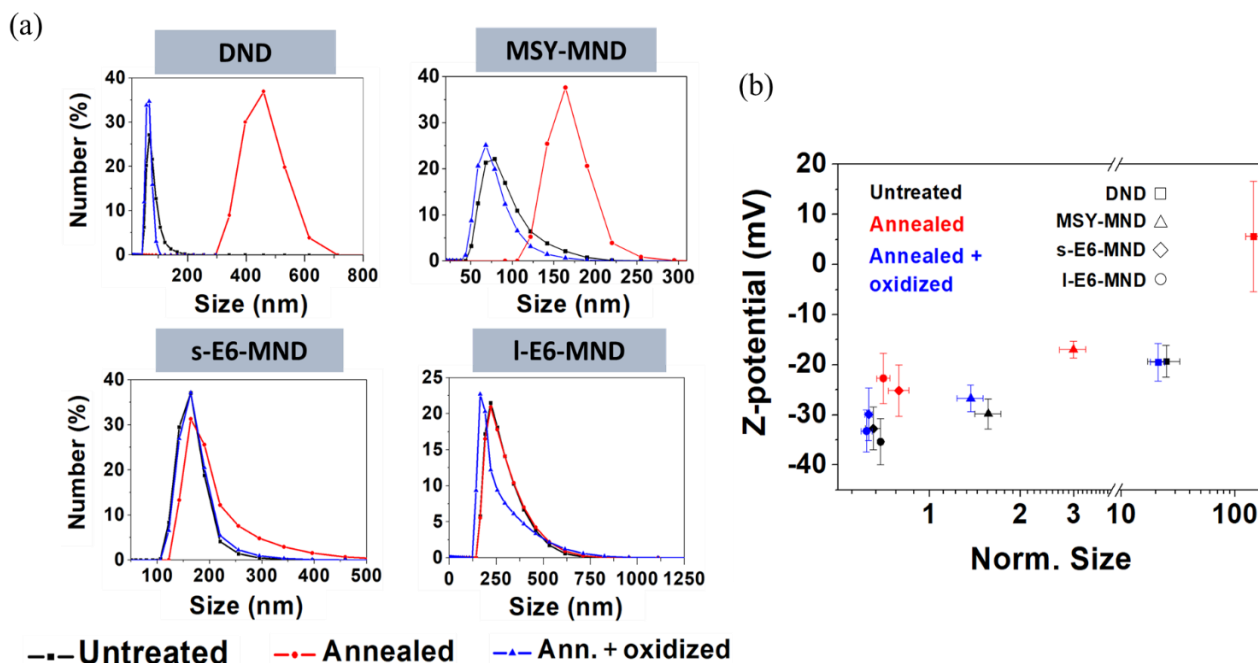 (a)
DND
MSY-MND
Number (%)
40
30
20
10
0
200 400 600 800
Size (nm)
Number (%)
40
30
20
10
0
50 100 150 200 250 300
Size (nm)
s-E6-MND
l-E6-MND
Number (%)
40
30
20
10
0
100 200 300 400 500
Size (nm)
Number (%)
25
20
15
10
5
0
0 250 500 750 1000 1250
Size (nm)
Untreated Annealed Ann. + oxidized
(b)
Z-potential (mV)
20
10
0
-10
-20
-30
-40
Untreated
Annealed
Annealed +
oxidized
DND
MSY-MND
s-E6-MND
l-E6-MND
1 2 3 10 100
Norm. Size